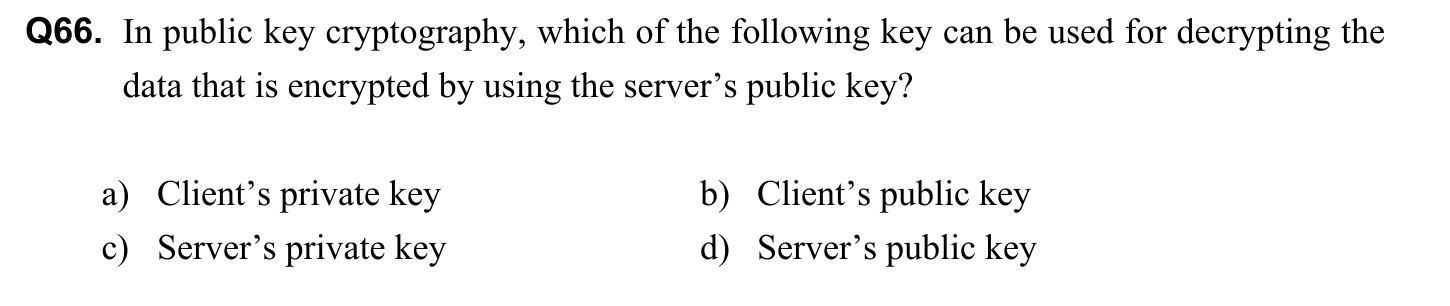 Q66. In public key cryptography, which of the following key can be used for decrypting the
data that is encrypted by using the server’s public key?
a) Client’s private key b) Client’s public key
c) Server’s private key d) Server’s public key